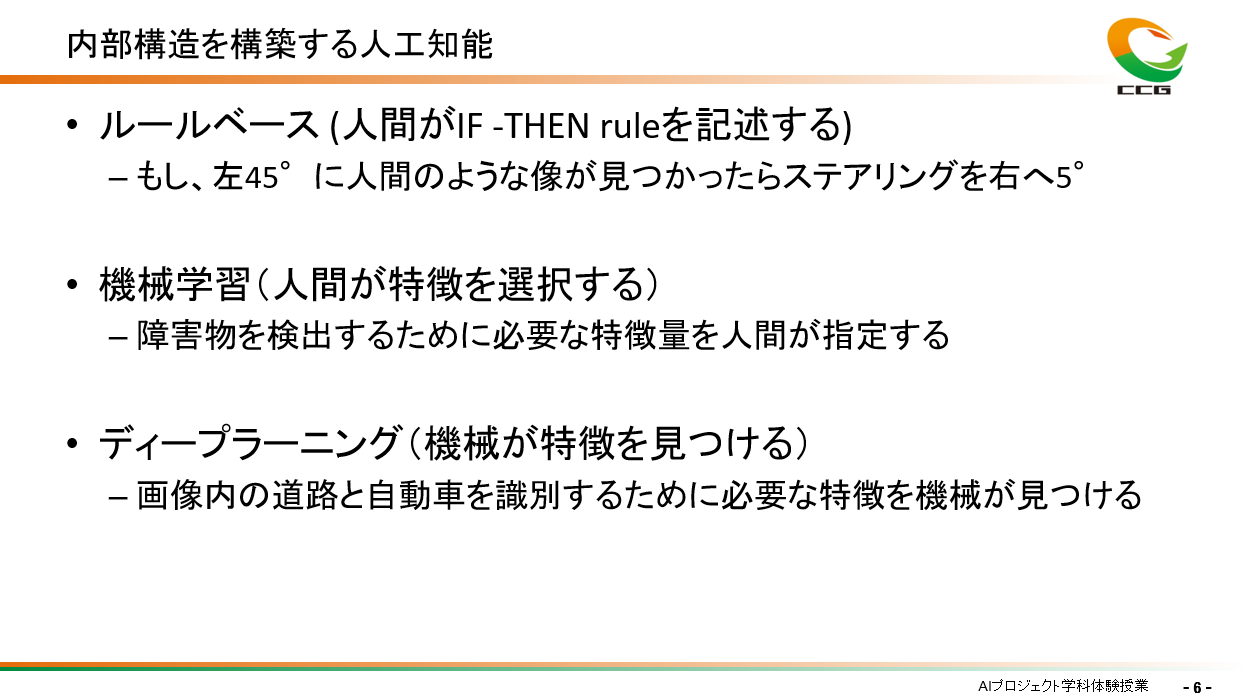 内部構造を構築する人工知能
CCG
• ルールベース (人間がIF -THEN ruleを記述する)
– もし、左45°に人間のような像が見つかったらステアリングを右へ5°
• 機械学習（人間が特徴を選択する）
– 障害物を検出するために必要な特徴量を人間が指定する
• ディープラーニング（機械が特徴を見つける）
– 画像内の道路と自動車を識別するために必要な特徴を機械が見つける
AIプロジェクト学科体験授業
- 6 -